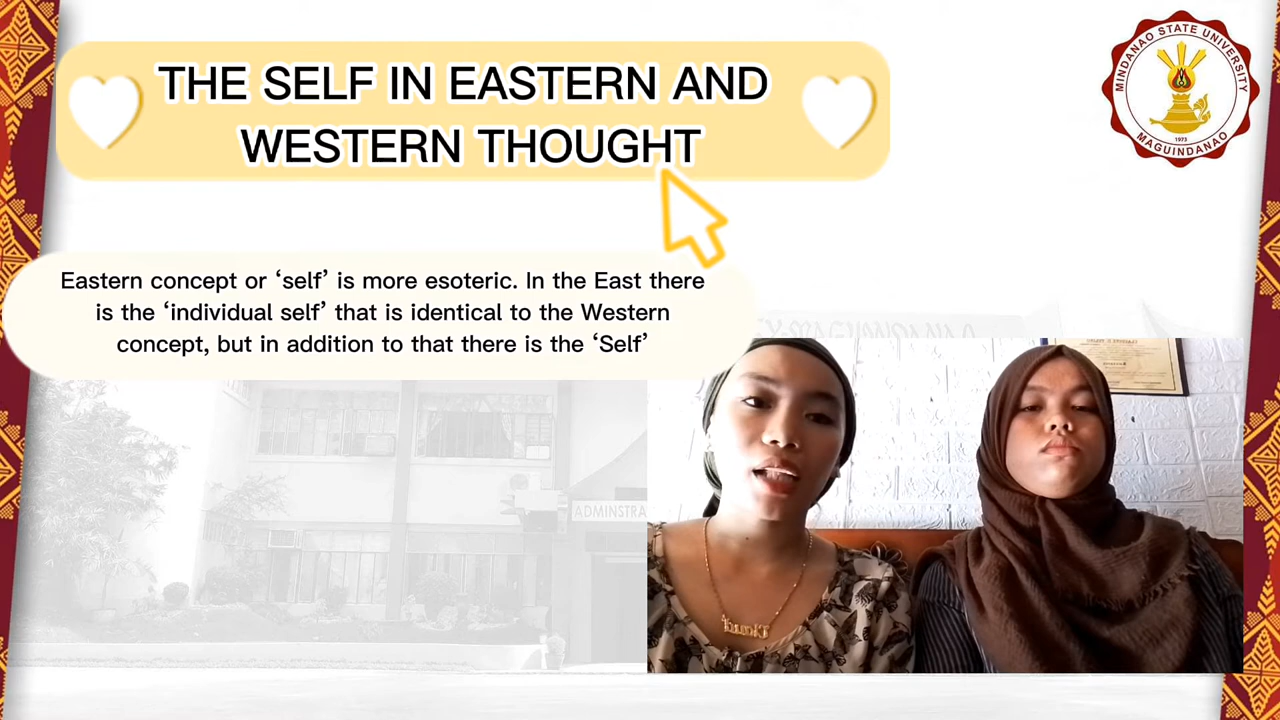 THE SELF IN EASTERN AND
WESTERN THOUGHT
MINDANAO STATE UNIVERSITY
1973
MAGUINDANAO
Eastern concept or ‘self’ is more esoteric. In the East there
is the ‘individual self’ that is identical to the Western
concept, but in addition to that there is the ‘Self’
ADMINSTRA